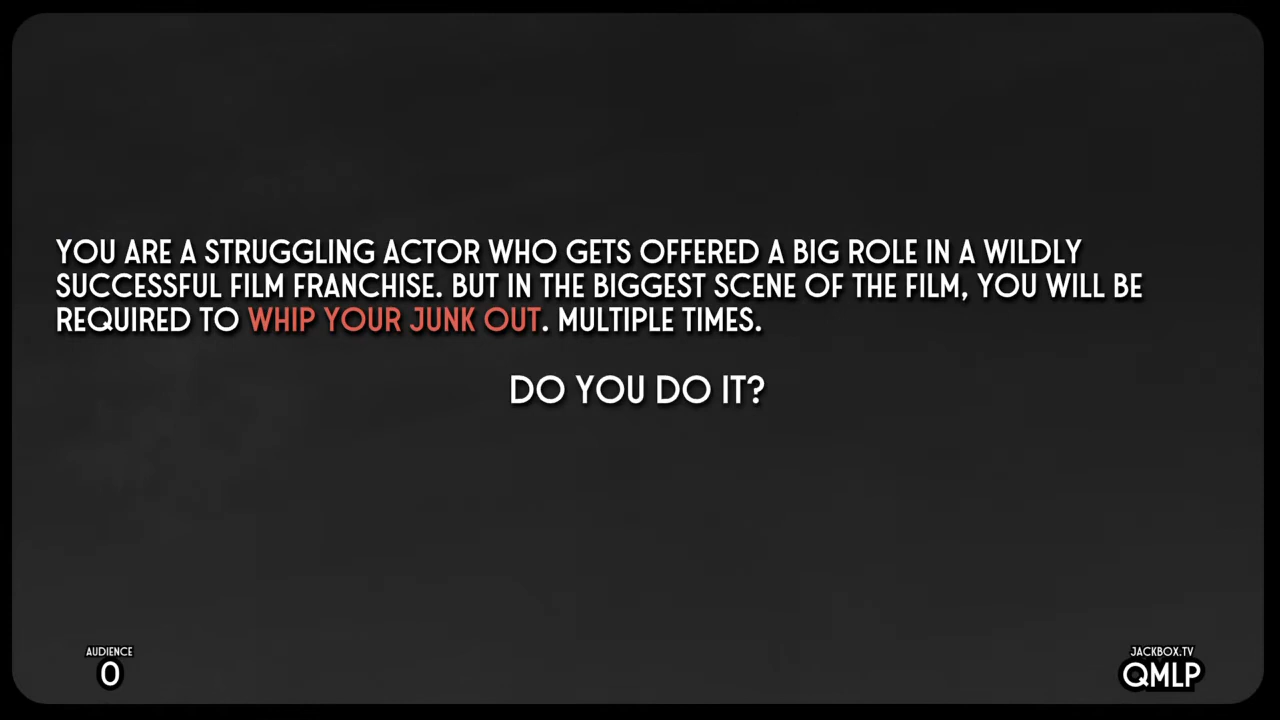 YOU ARE A STRUGGLING ACTOR WHO GETS OFFERED A BIG ROLE IN A WILDLY
SUCCESSFUL FILM FRANCHISE. BUT IN THE BIGGEST SCENE OF THE FILM, YOU WILL BE
REQUIRED TO WHIP YOUR JUNK OUT. MULTIPLE TIMES.
DO YOU DO IT?
AUDIENCE
0
JACKBOX.TV
QMLP